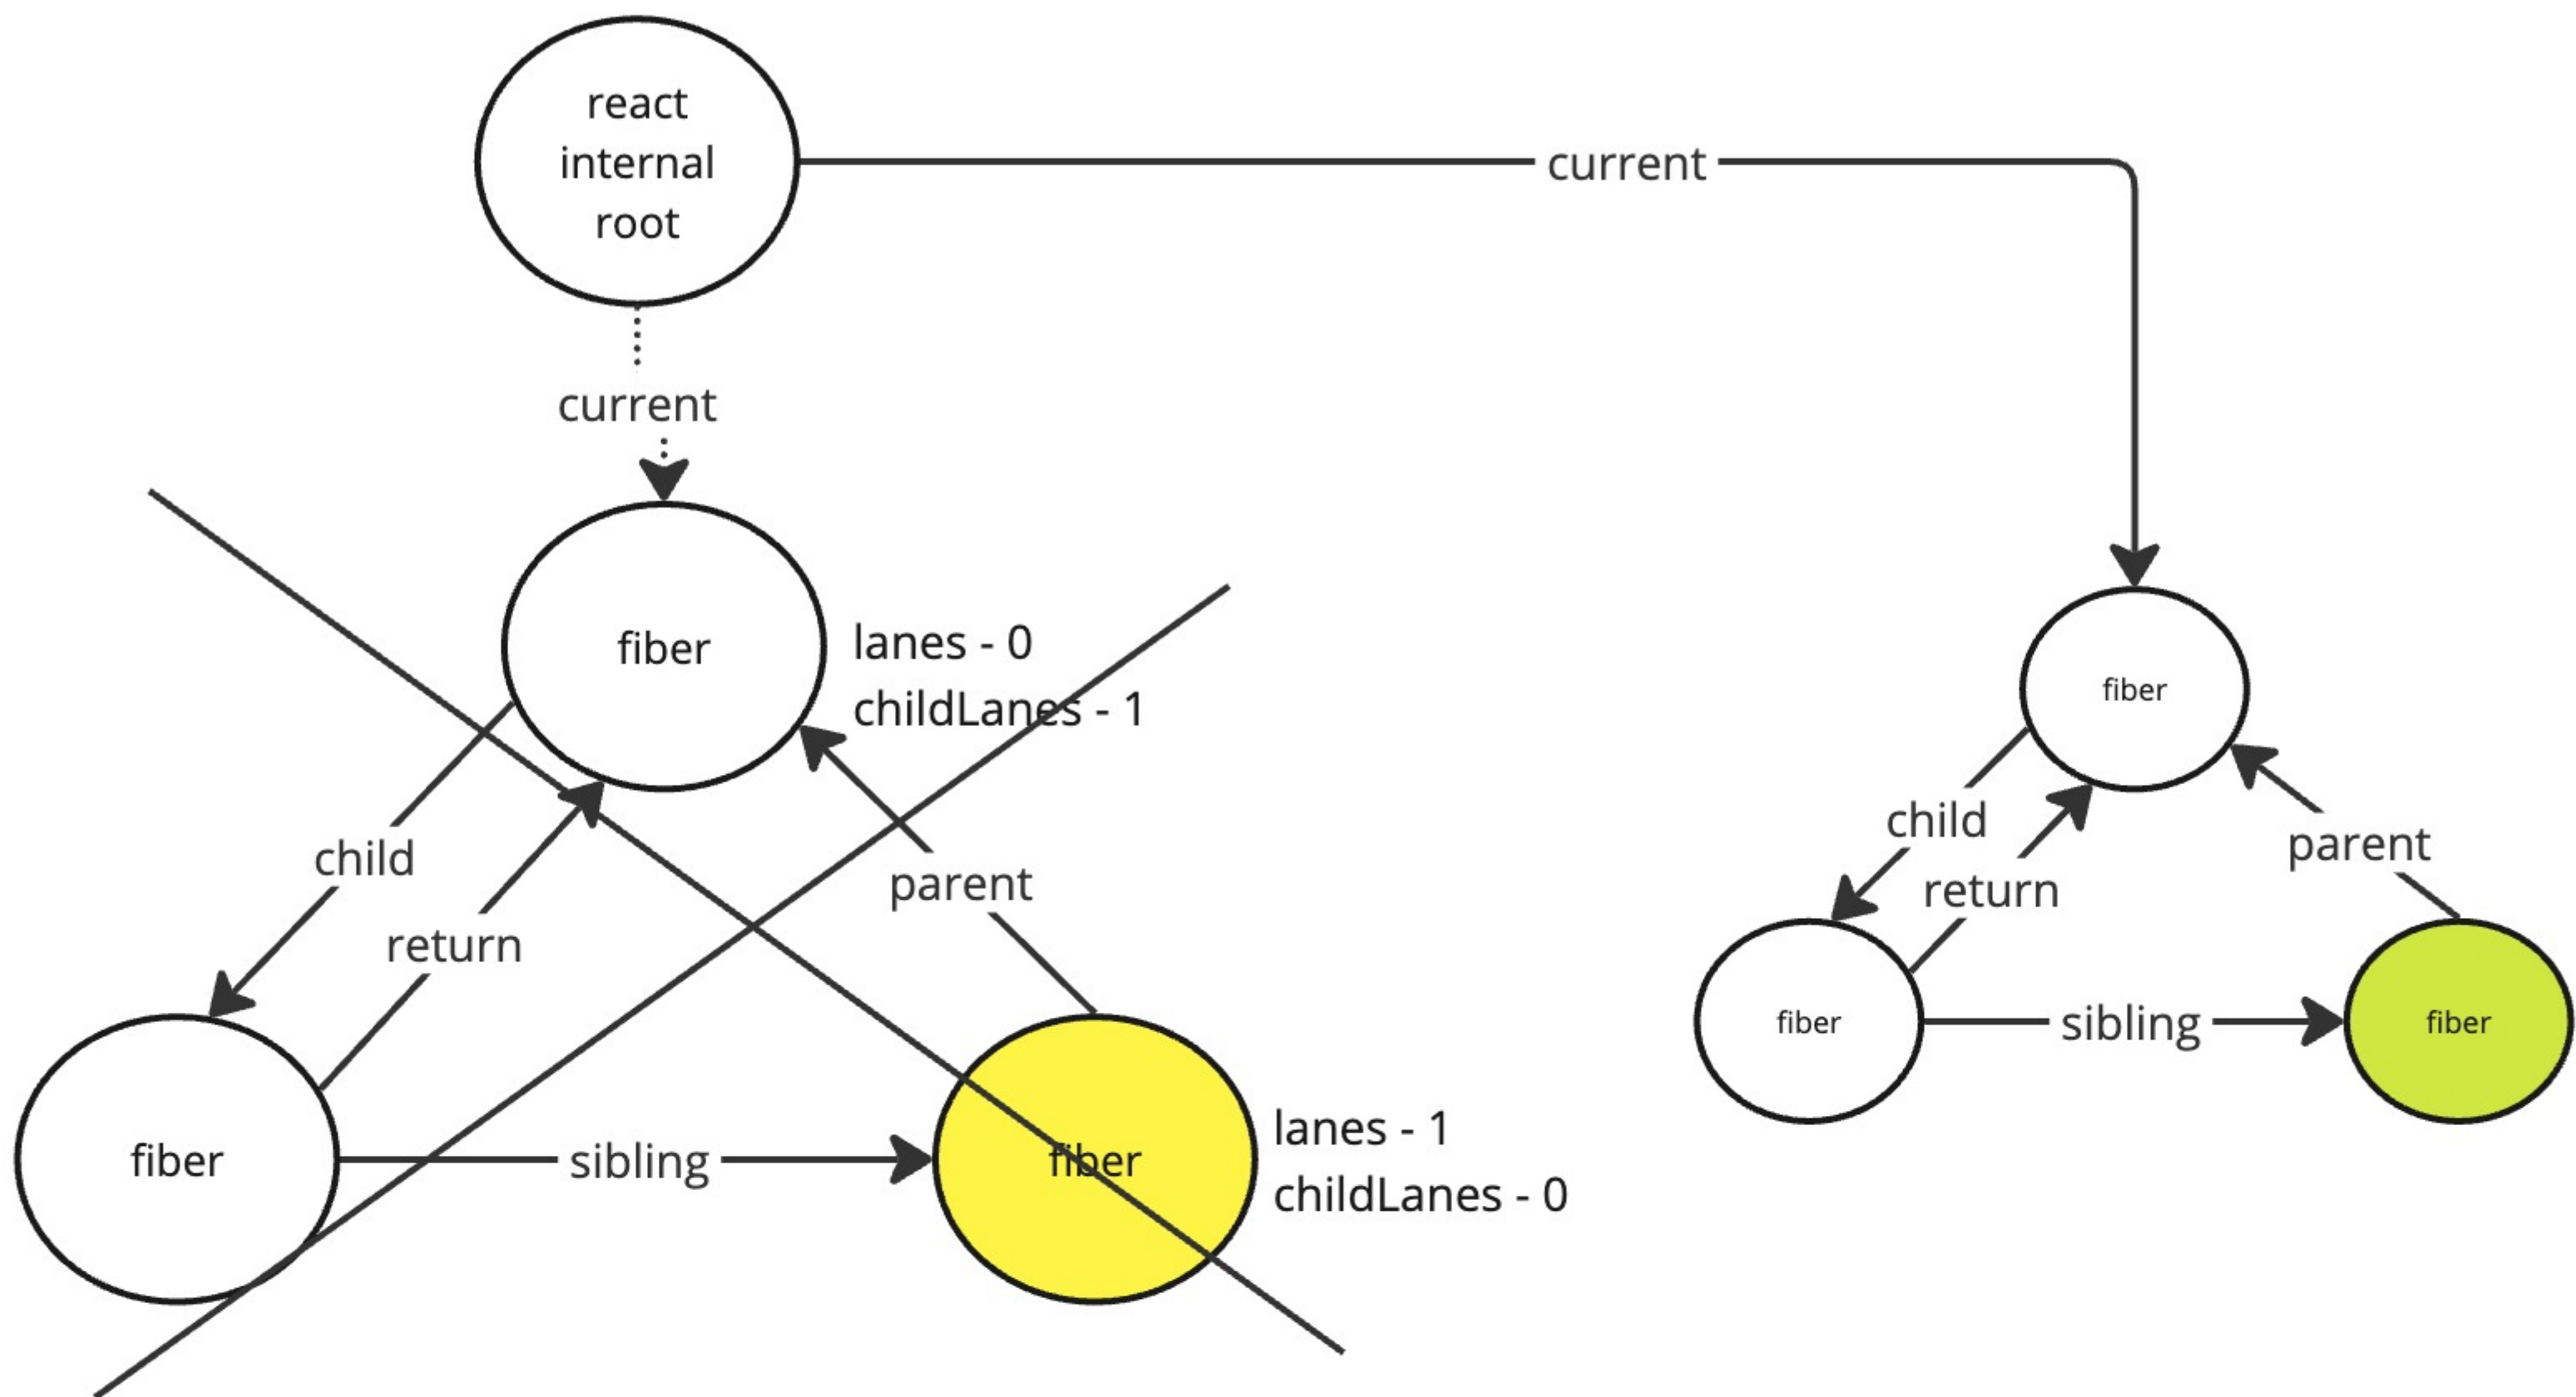 react
internal
root
current
current
fiber
lanes - 0
childLanes - 1
fiber
child
return
parent
child
return
parent
fiber
sibling
fiber
lanes - 1
childLanes - 0
fiber
sibling
fiber